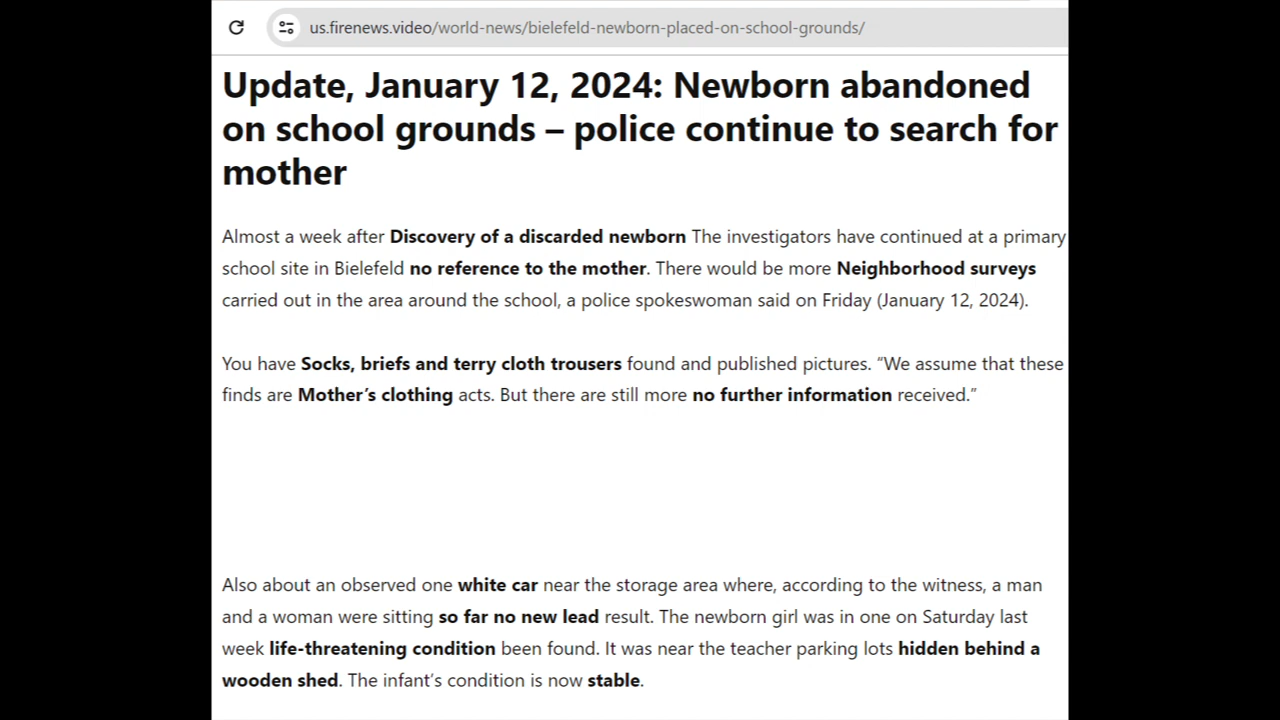 us.firenews.video/world-news/bielefeld-newborn-placed-on-school-grounds/
Update, January 12, 2024: Newborn abandoned
on school grounds – police continue to search for
mother
Almost a week after Discovery of a discarded newborn The investigators have continued at a primary
school site in Bielefeld no reference to the mother. There would be more Neighborhood surveys
carried out in the area around the school, a police spokeswoman said on Friday (January 12, 2024).
You have Socks, briefs and terry cloth trousers found and published pictures. “We assume that these
finds are Mother’s clothing acts. But there are still more no further information received.”
Also about an observed one white car near the storage area where, according to the witness, a man
and a woman were sitting so far no new lead result. The newborn girl was in one on Saturday last
week life-threatening condition been found. It was near the teacher parking lots hidden behind a
wooden shed. The infant’s condition is now stable.